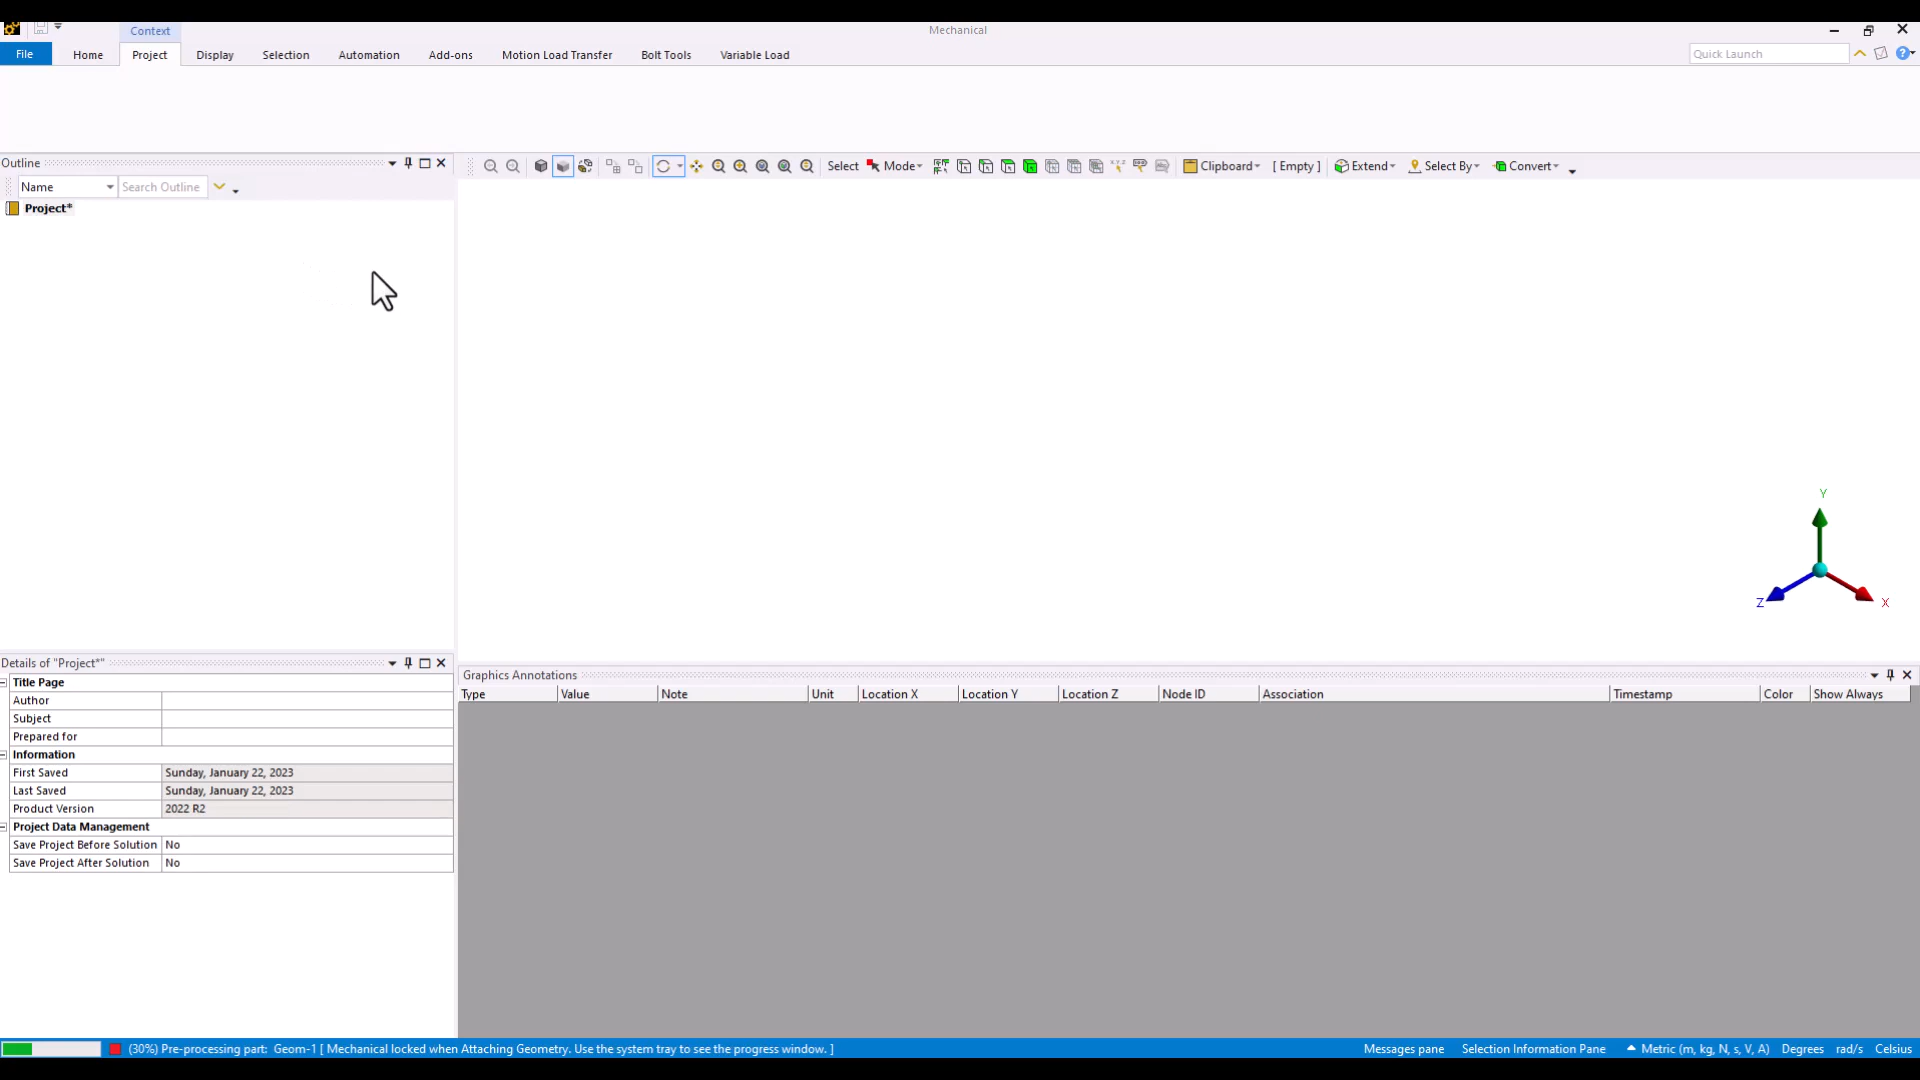 Context
Mechanical
File Home Project Display Selection Automation Add-ons Motion Load Transfer Bolt Tools Variable Load Quick Launch
Outline
Select Mode Clipboard [ Empty ] Extend Select By Convert
Name Search Outline
Project*
Y
Z X
Details of "Project*"
Title Page
Author
Subject
Prepared for
Information
First Saved Sunday, January 22, 2023
Last Saved Sunday, January 22, 2023
Product Version 2022 R2
Project Data Management
Save Project Before Solution No
Save Project After Solution No
Graphics Annotations
Type Value Note Unit Location X Location Y Location Z Node ID Association Timestamp Color Show Always
(30%) Pre-processing part: Geom-1 [ Mechanical locked when Attaching Geometry. Use the system tray to see the progress window. ] Messages pane Selection Information Pane Metric (m, kg, N, s, V, A) Degrees rad/s Celsius